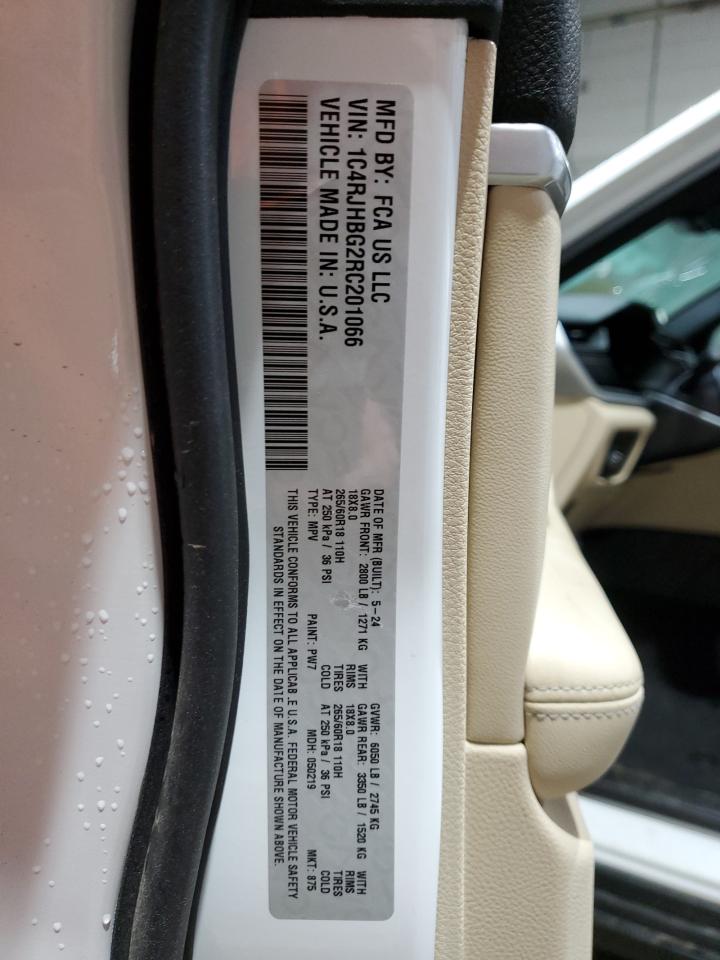 MFD BY: FCA US LLC
VIN: 1C4RJHBG2RC201066
VEHICLE MADE IN: U.S.A.
DATE OF MFR (BUILT): 5-24 GVWR: 6050 LB / 2745 KG
GAWR FRONT: 2800 LB / 1271 KG WITH GAWR REAR: 3350 LB / 1520 KG WITH
18X8.0 RIMS 18X8.0 RIMS
265/60R18 110H TIRES 265/60R18 110H TIRES
AT 250 kPa / 36 PSI COLD AT 250 kPa / 36 PSI COLD
TYPE: MPV PAINT: PW7 MDH: 050219 MKT: 875
THIS VEHICLE CONFORMS TO ALL APPLICAB_E U.S.A. FEDERAL MOTOR VEHICLE SAFETY
STANDARDS IN EFFECT ON THE DATE OF MANUFACTURE SHOWN ABOVE.